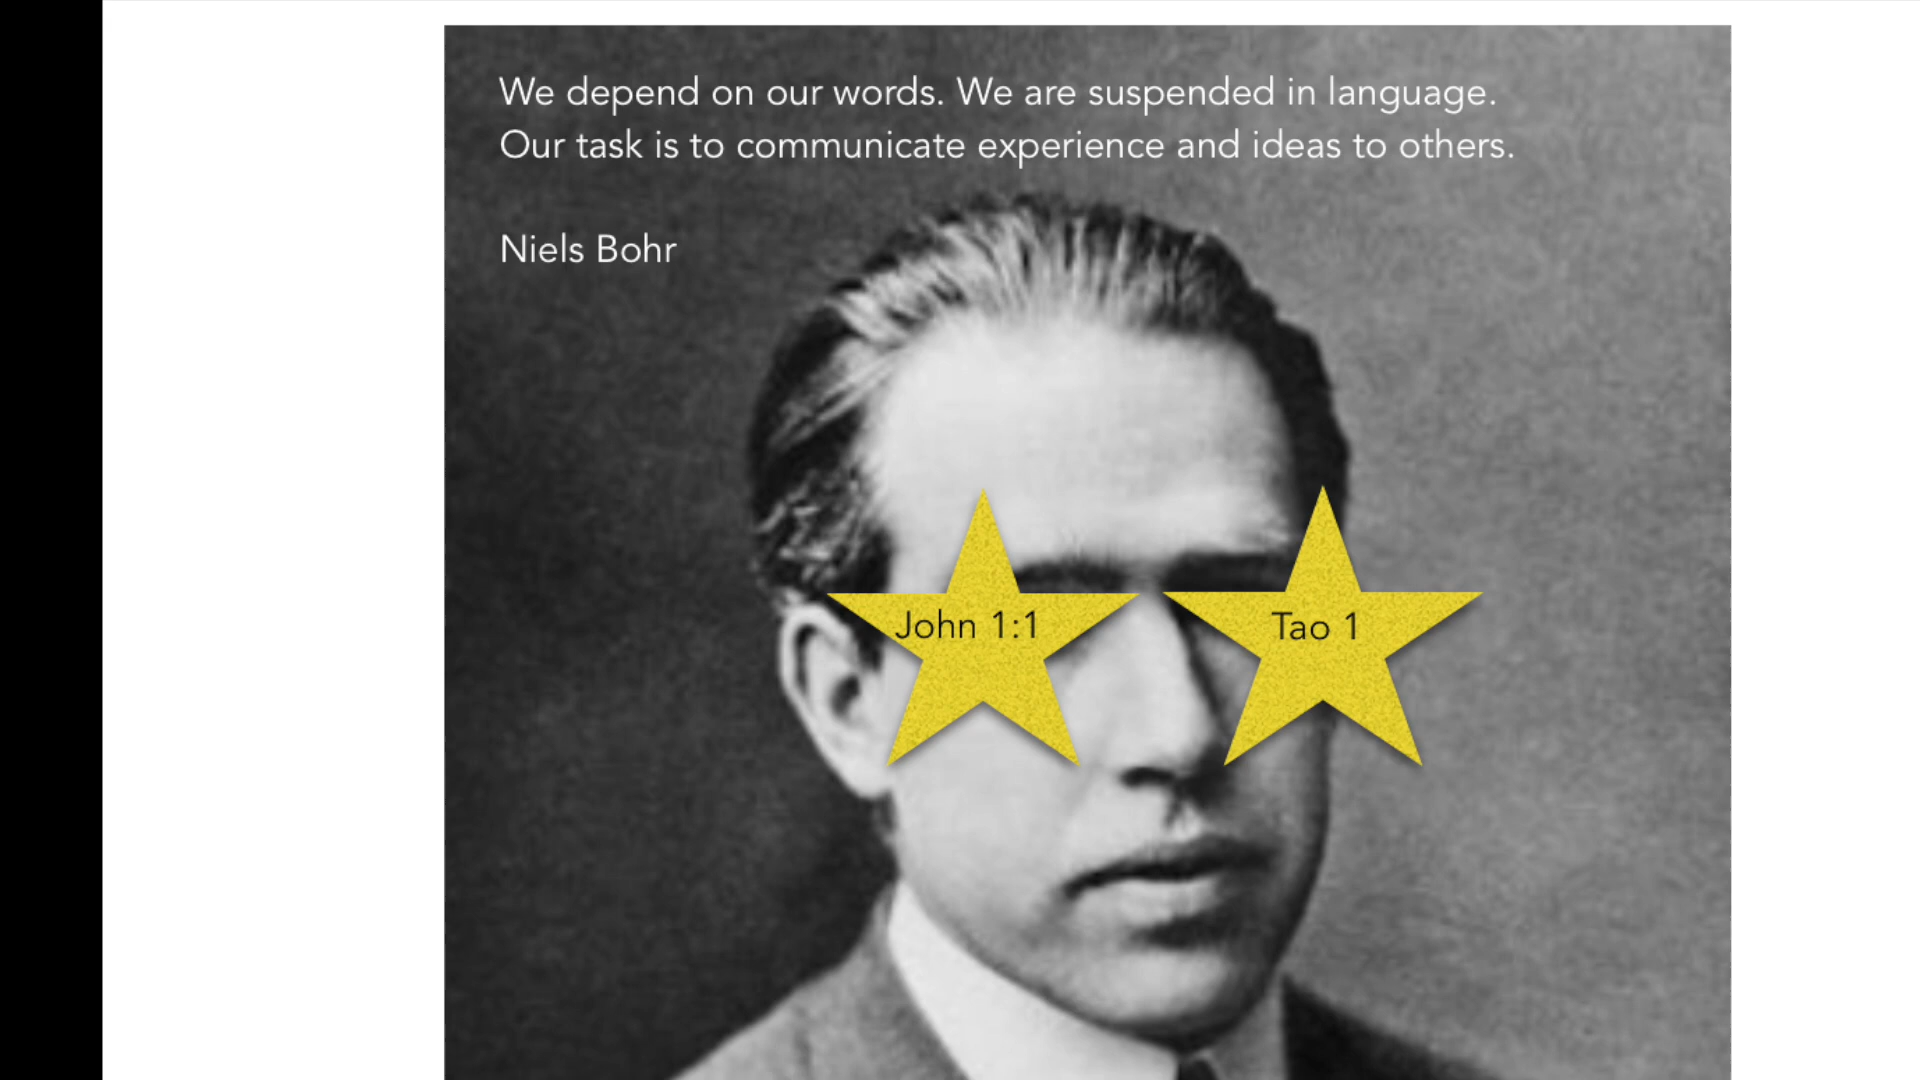 We depend on our words. We are suspended in language.
Our task is to communicate experience and ideas to others.
Niels Bohr
John 1:1
Tao 1